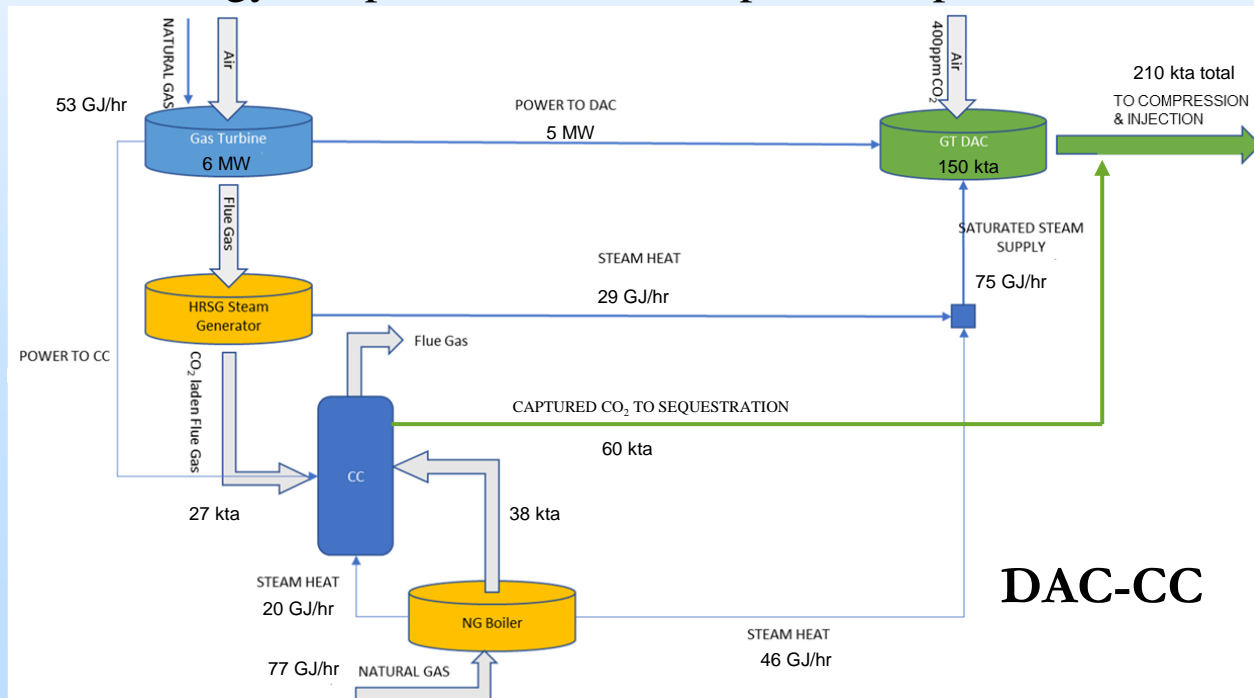 NATURAL GAS
Air
400ppm CO₂
Air
210 kta total
TO COMPRESSION
& INJECTION
53 GJ/hr
POWER TO DAC
5 MW
Gas Turbine
6 MW
GT DAC
150 kta
Flue Gas
SATURATED STEAM
SUPPLY
75 GJ/hr
STEAM HEAT
29 GJ/hr
HRSG Steam
Generator
POWER TO CC
CO₂ laden Flue Gas
Flue Gas
CAPTURED CO₂ TO SEQUESTRATION
60 kta
CC
27 kta
38 kta
STEAM HEAT
20 GJ/hr
NG Boiler
DAC-CC
STEAM HEAT
46 GJ/hr
77 GJ/hr
NATURAL GAS